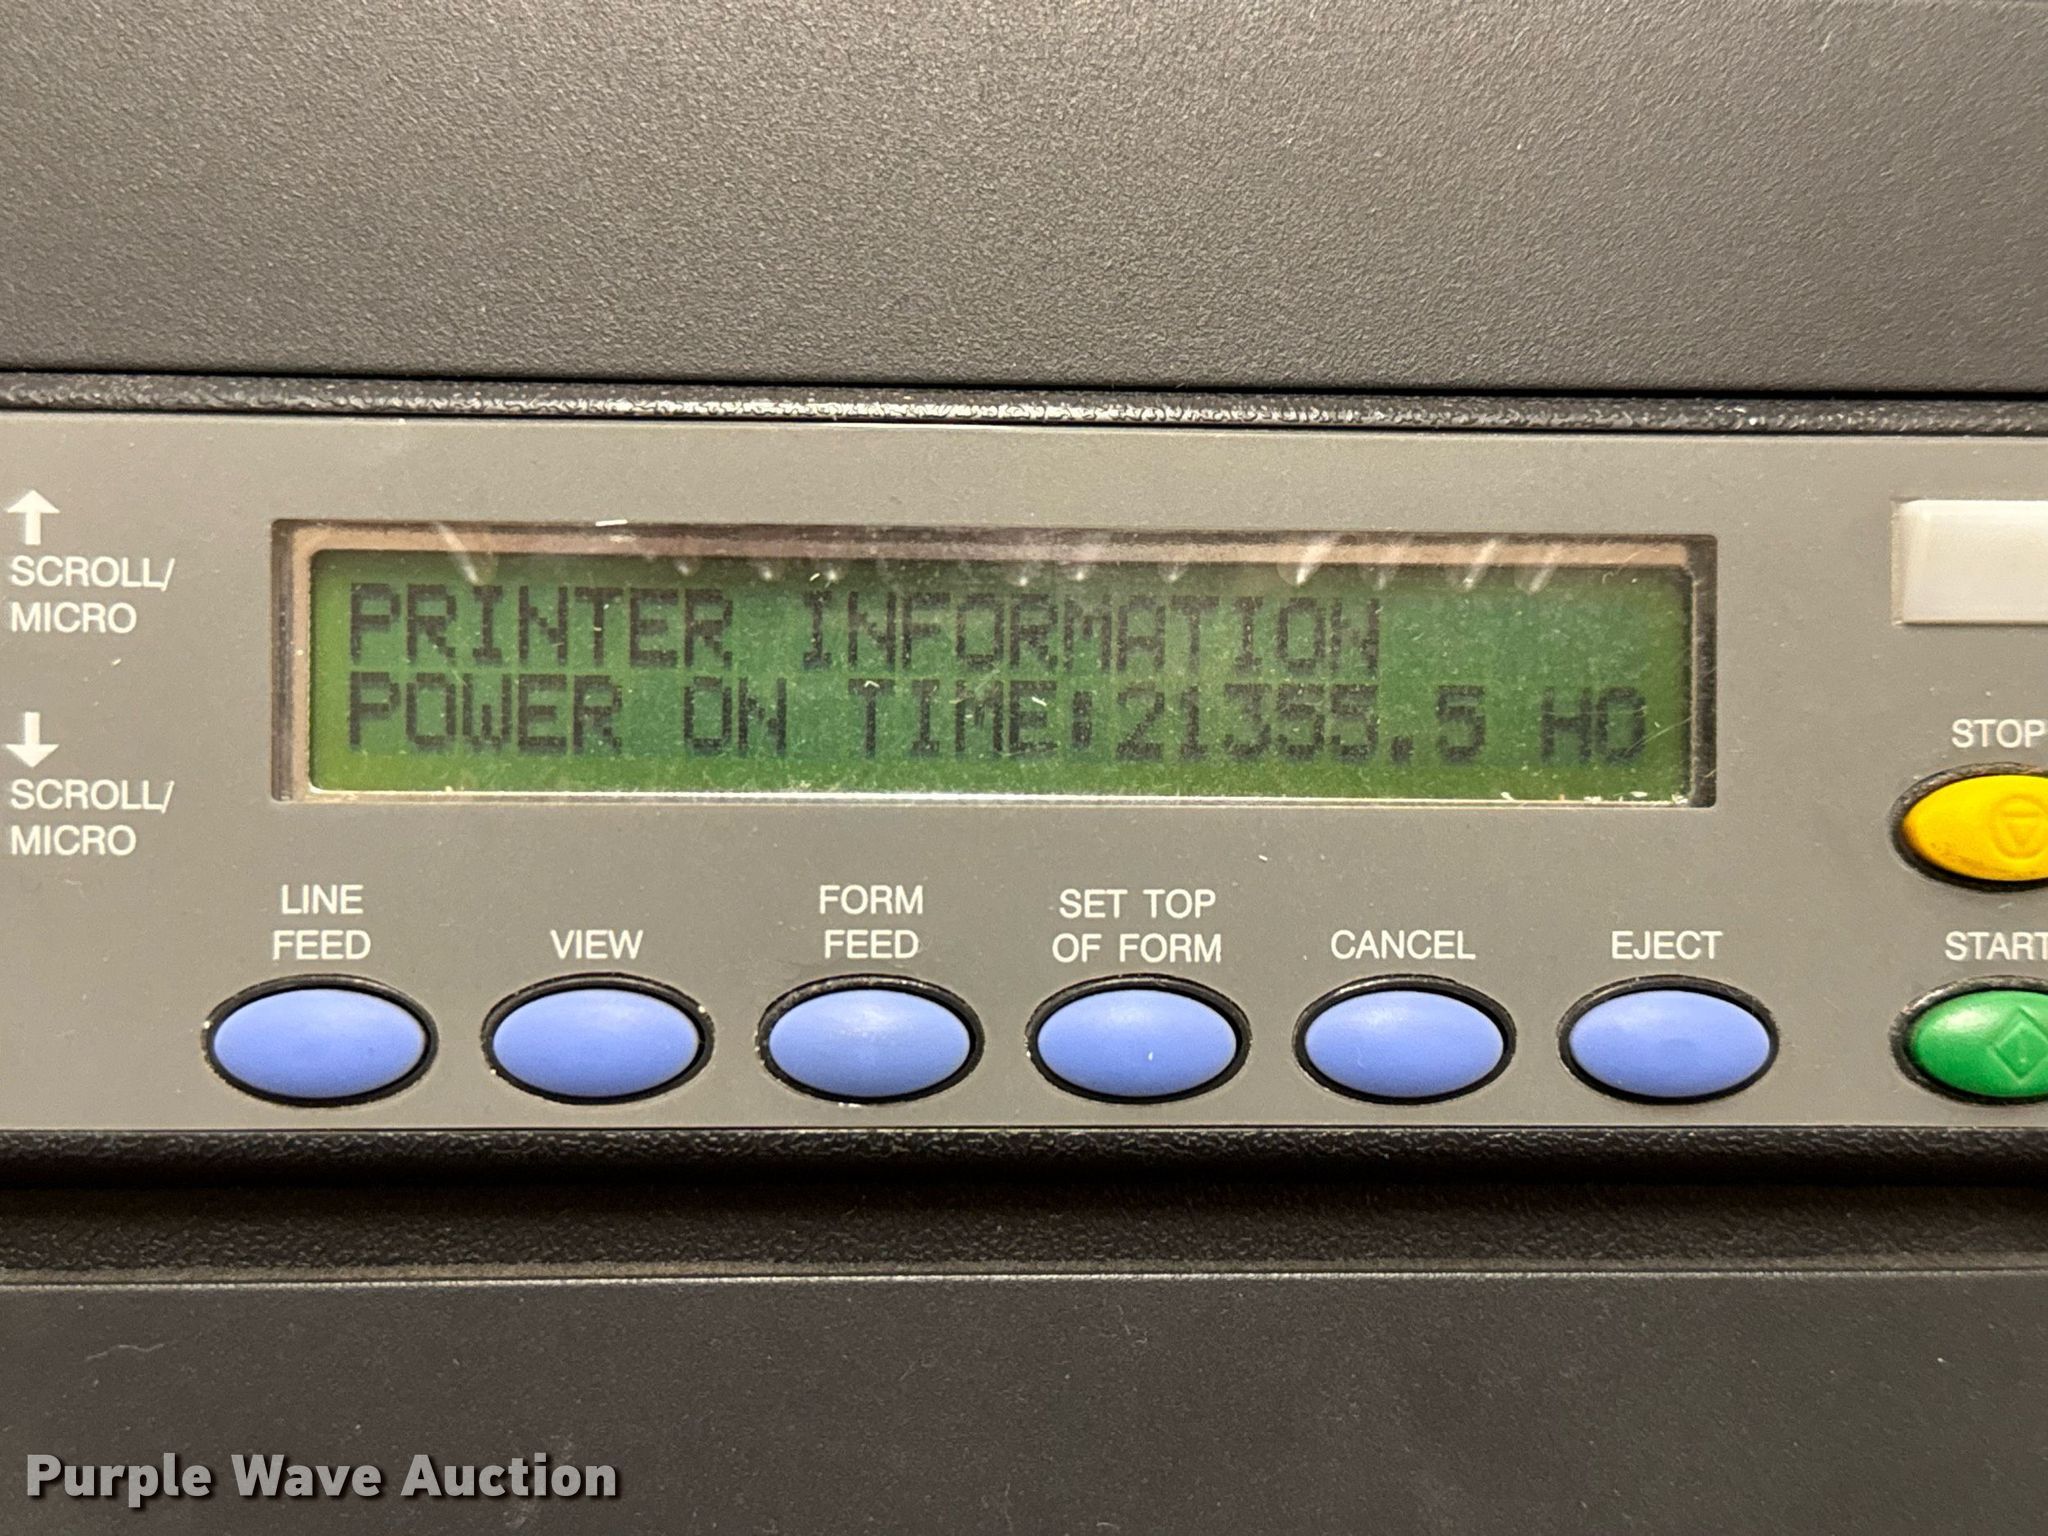 SCROLL/
MICRO
SCROLL/
MICRO
PRINTER INFORMATION
POWER ON TIME:21355.5 HO
STOP
START
LINE
FEED
VIEW
FORM
FEED
SET TOP
OF FORM
CANCEL
EJECT
Purple Wave Auction